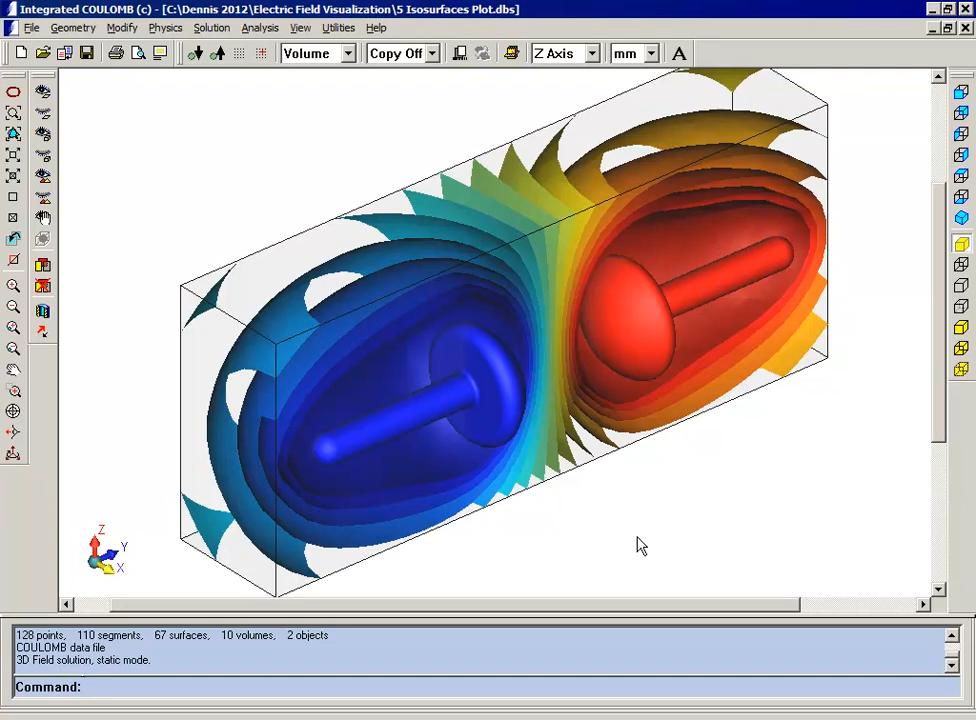 Integrated COULOMB (c) - [C:\Dennis 2012\Electric Field Visualization\5 Isosurfaces Plot.dbs]
File Geometry Modify Physics Solution Analysis View Utilities Help
Volume Copy Off Z Axis mm A
Z
Y
X
128 points, 110 segments, 67 surfaces, 10 volumes, 2 objects
COULOMB data file
3D Field solution, static mode.
Command: